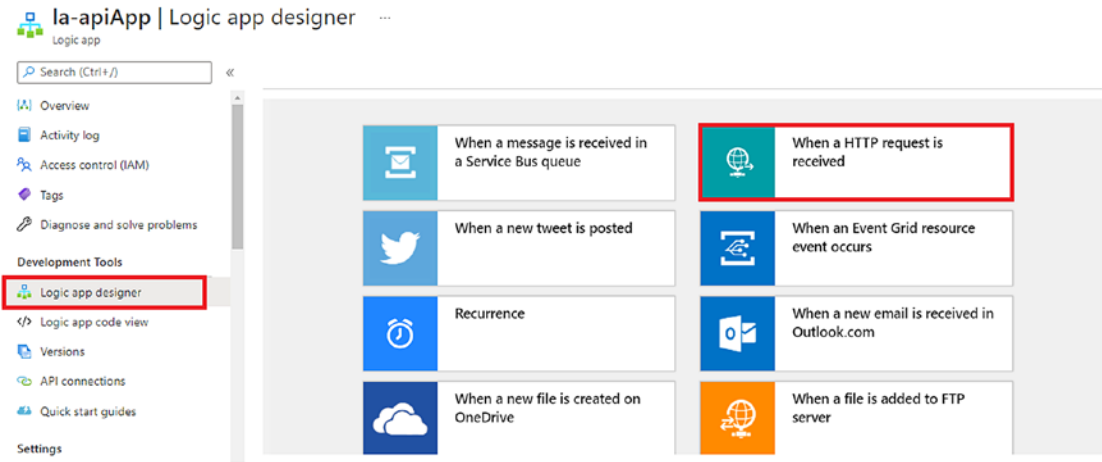 la-apiApp | Logic app designer ...
Logic app
Search (Ctrl+/)
«
Overview
Activity log
Access control (IAM)
Tags
Diagnose and solve problems
Development Tools
Logic app designer
</> Logic app code view
Versions
API connections
Quick start guides
Settings
When a message is received in
a Service Bus queue
When a HTTP request is
received
When a new tweet is posted
When an Event Grid resource
event occurs
Recurrence
When a new email is received in
Outlook.com
When a new file is created on
OneDrive
When a file is added to FTP
server